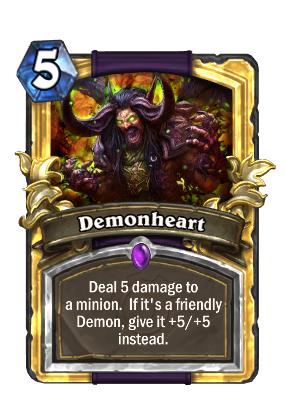 5
Demonheart
Deal 5 damage to
a minion. If it's a friendly
Demon, give it +5/+5
instead.